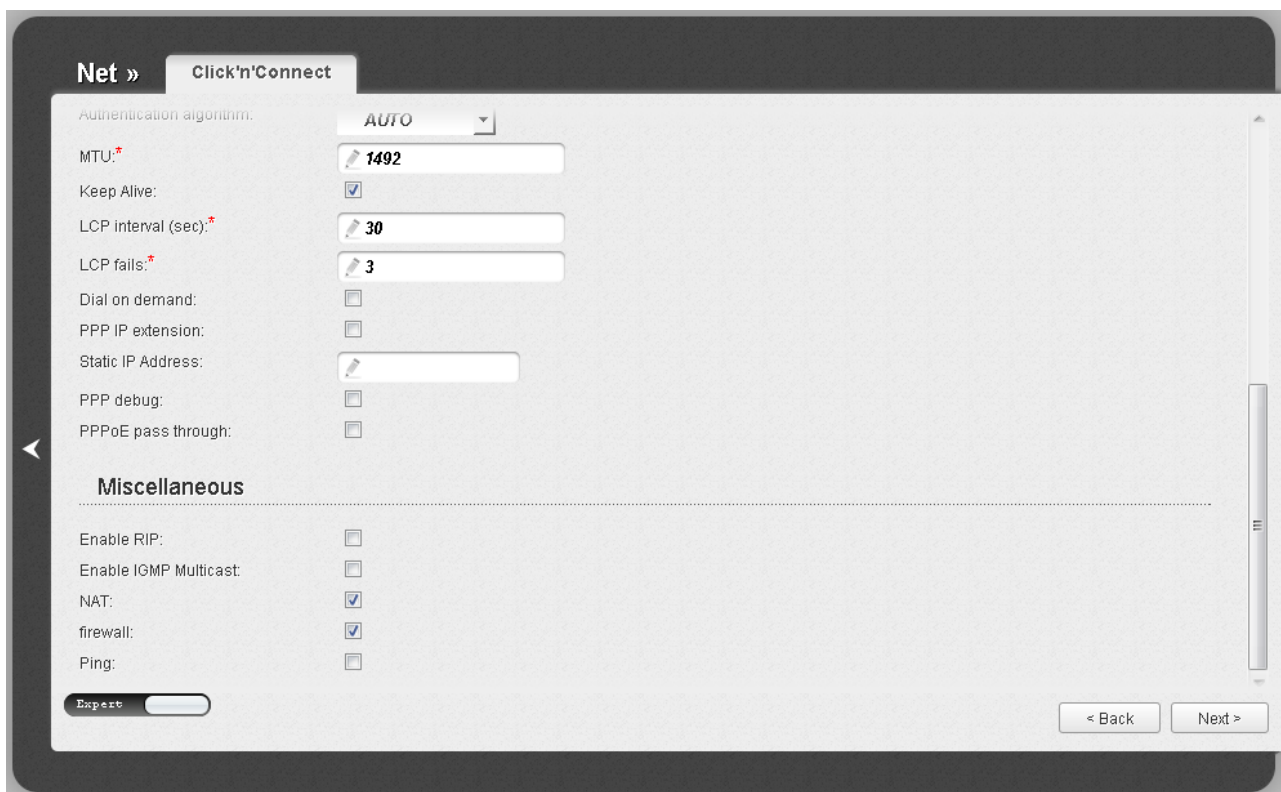 Net »
Click'n'Connect
Authentication algorithm:
AUTO
MTU:*
1492
Keep Alive:
LCP interval (sec):*
30
LCP fails:*
3
Dial on demand:
PPP IP extension:
Static IP Address:
PPP debug:
PPPoE pass through:
Miscellaneous
Enable RIP:
Enable IGMP Multicast:
NAT:
firewall:
Ping:
Expert
< Back
Next >